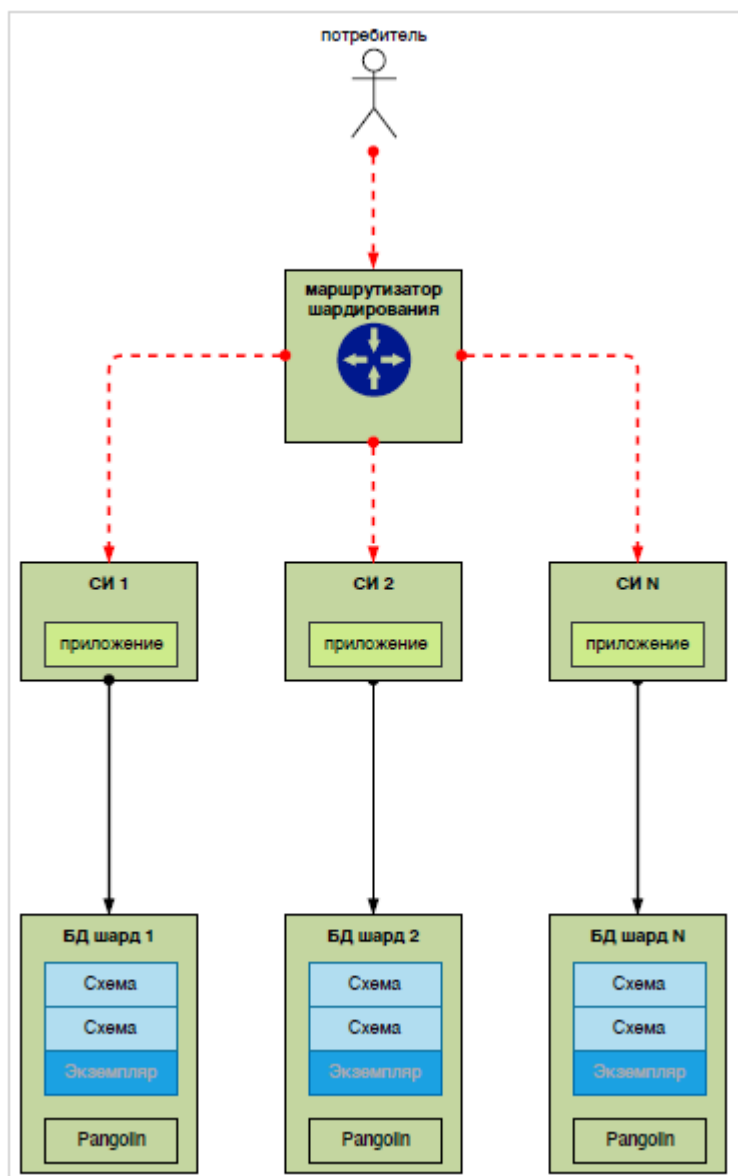 потребитель
маршрутизатор
шардирования
СИ 1
СИ 2
СИ N
приложение
приложение
приложение
БД шард 1
БД шард 2
БД шард N
Схема
Схема
Схема
Схема
Схема
Схема
Экземпляр
Экземпляр
Экземпляр
Pangolin
Pangolin
Pangolin